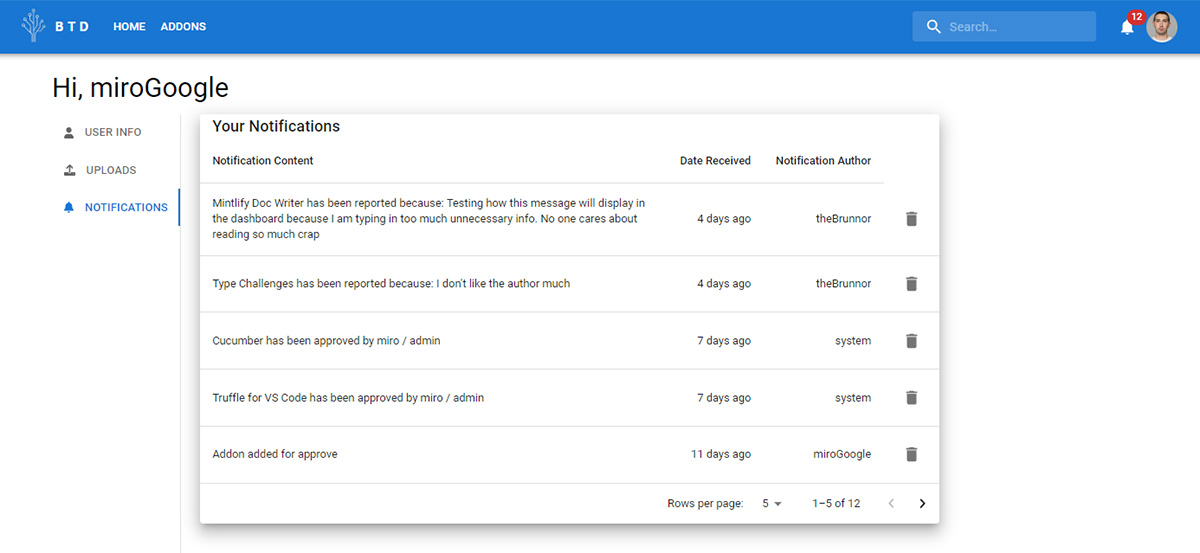 BTD HOME ADDONS Search... 12
Hi, miroGoogle
USER INFO
UPLOADS
NOTIFICATIONS
Your Notifications
Notification Content Date Received Notification Author
Mintlify Doc Writer has been reported because: Testing how this message will display in
the dashboard because I am typing in too much unnecessary info. No one cares about
reading so much crap
4 days ago theBrunnor
Type Challenges has been reported because: I don't like the author much 4 days ago theBrunnor
Cucumber has been approved by miro / admin 7 days ago system
Truffle for VS Code has been approved by miro / admin 7 days ago system
Addon added for approve 11 days ago miroGoogle
Rows per page: 5 1–5 of 12